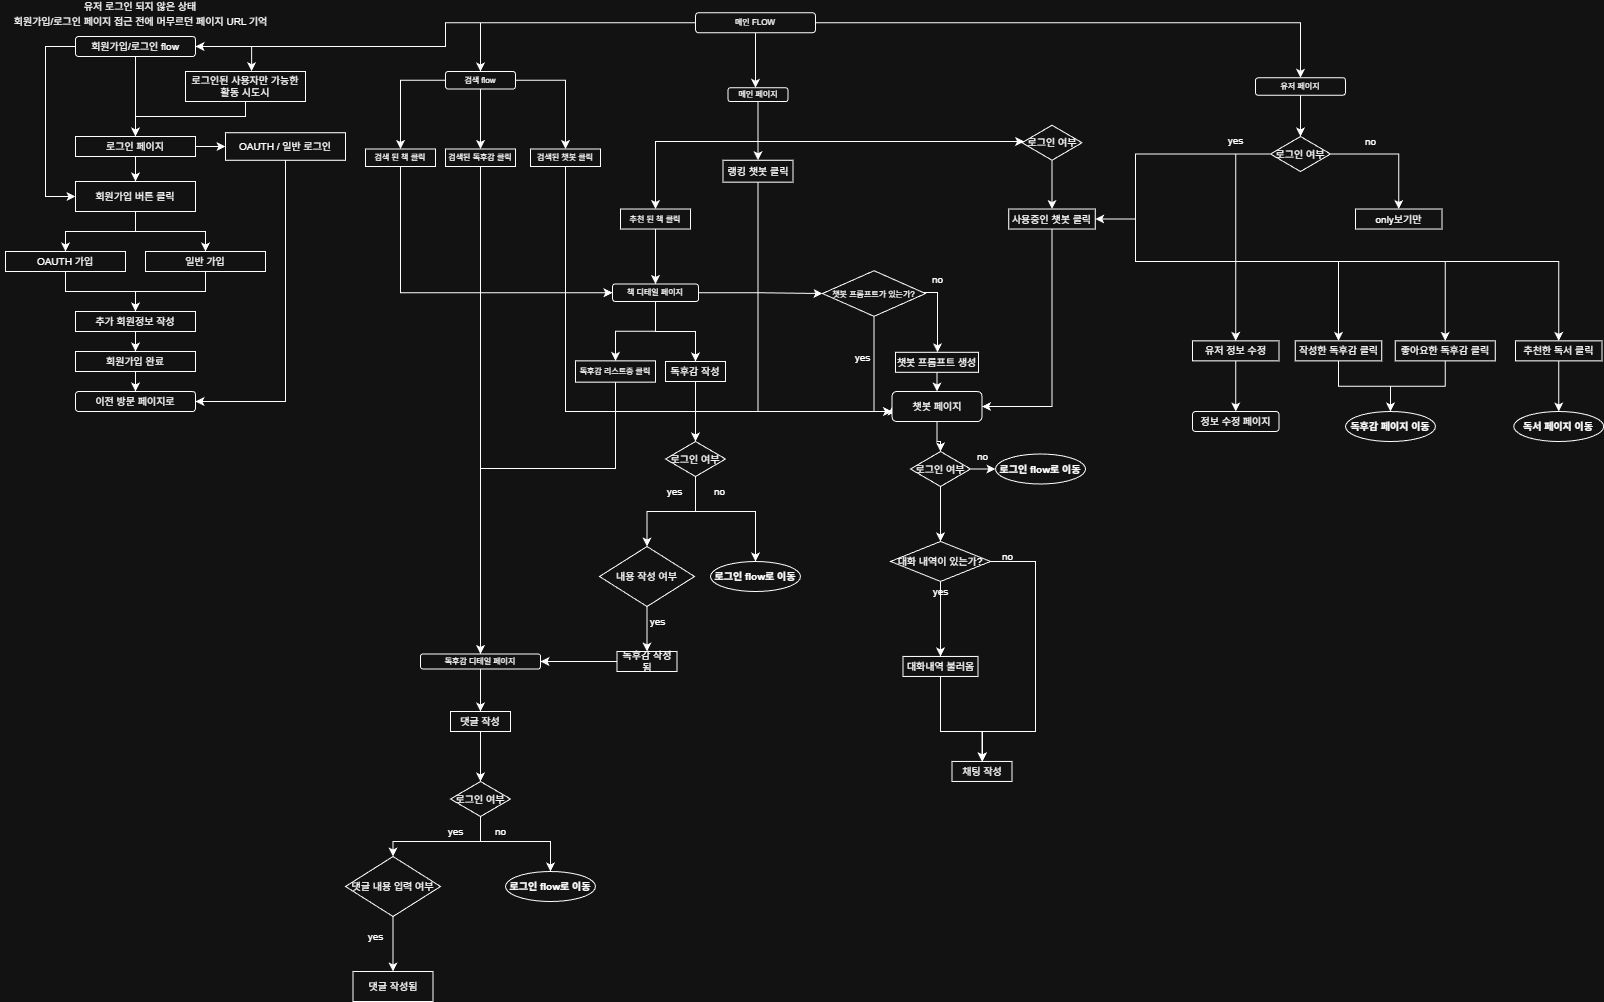 유저 로그인 되지 않은 상태
회원가입/로그인 페이지 접근 전에 머무르던 페이지 URL 기억
회원가입/로그인 flow
로그인된 사용자만 가능한
활동 시도시
로그인 페이지
OAUTH / 일반 로그인
회원가입 버튼 클릭
OAUTH 가입
일반 가입
추가 회원정보 작성
회원가입 완료
이전 방문 페이지로
메인 FLOW
검색 flow
검색 된 책 클릭
검색된 독후감 클릭
검색된 챗봇 클릭
메인 페이지
랭킹 챗봇 클릭
로그인 여부
추천 된 책 클릭
사용중인 챗봇 클릭
책 디테일 페이지
챗봇 프롬프트가 있는가?
no
yes
챗봇 프롬프트 생성
독후감 리스트중 클릭
독후감 작성
챗봇 페이지
로그인 여부
yes
no
내용 작성 여부
로그인 flow로 이동
yes
독후감 작성
됨
독후감 디테일 페이지
댓글 작성
로그인 여부
yes
no
댓글 내용 입력 여부
로그인 flow로 이동
yes
댓글 작성됨
로그인 여부
no
로그인 flow로 이동
대화 내역이 있는가?
no
yes
대화내역 불러옴
채팅 작성
유저 페이지
로그인 여부
yes
no
only보기만
유저 정보 수정
작성한 독후감 클릭
좋아요한 독후감 클릭
추천한 독서 클릭
정보 수정 페이지
독후감 페이지 이동
독서 페이지 이동